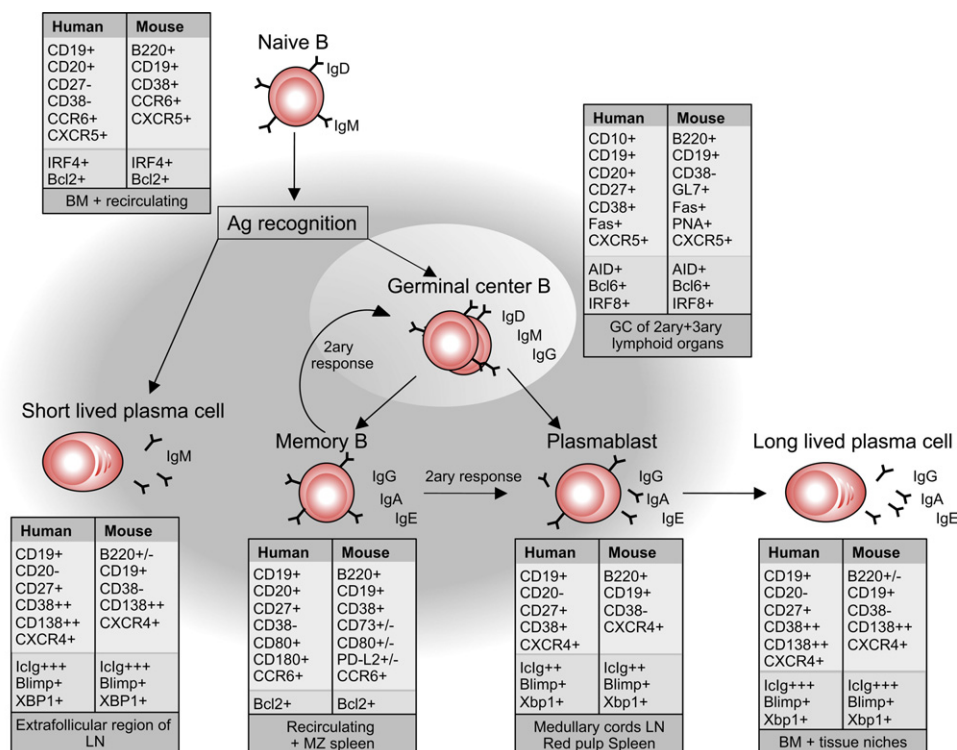 Human Mouse
CD19+ B220+
CD20+ CD19+
CD27- CD38+
CD38- CCR6+
CCR6+ CXCR5+
CXCR5+
IRF4+ IRF4+
Bcl2+ Bcl2+
BM + recirculating
Naive B
IgD
IgM
Ag recognition
Human Mouse
CD10+ B220+
CD19+ CD19+
CD20+ CD38-
CD27+ GL7+
CD38+ Fas+
Fas+ PNA+
CXCR5+ CXCR5+
AID+ AID+
Bcl6+ Bcl6+
IRF8+ IRF8+
GC of 2ary+3ary
lymphoid organs
Germinal center B
IgD
IgM
IgG
2ary
response
Short lived plasma cell
IgM
Memory B
IgG
IgA
IgE
2ary response
Plasmablast
IgG
IgA
IgE
Long lived plasma cell
IgG
IgA
IgE
Human Mouse
CD19+ B220+/-
CD20- CD19+
CD27+ CD38-
CD38++ CD138++
CD138++ CXCR4+
CXCR4+
IcIg+++ IcIg+++
Blimp+ Blimp+
XBP1+ XBP1+
Extrafollicular region of
LN
Human Mouse
CD19+ B220+
CD20+ CD19+
CD27+ CD38+
CD38- CD73+/-
CD80+ CD80+/-
CD180+ PD-L2+/-
CCR6+ CCR6+
Bcl2+ Bcl2+
Recirculating
+ MZ spleen
Human Mouse
CD19+ B220+
CD20- CD19+
CD27+ CD38-
CD38+ CXCR4+
CXCR4+
IcIg++ IcIg++
Blimp+ Blimp+
Xbp1+ Xbp1+
Medullary cords LN
Red pulp Spleen
Human Mouse
CD19+ B220+/-
CD20- CD19+
CD27+ CD38-
CD38++ CD138++
CD138++ CXCR4+
CXCR4+
IcIg+++ IcIg+++
Blimp+ Blimp+
Xbp1+ Xbp1+
BM + tissue niches